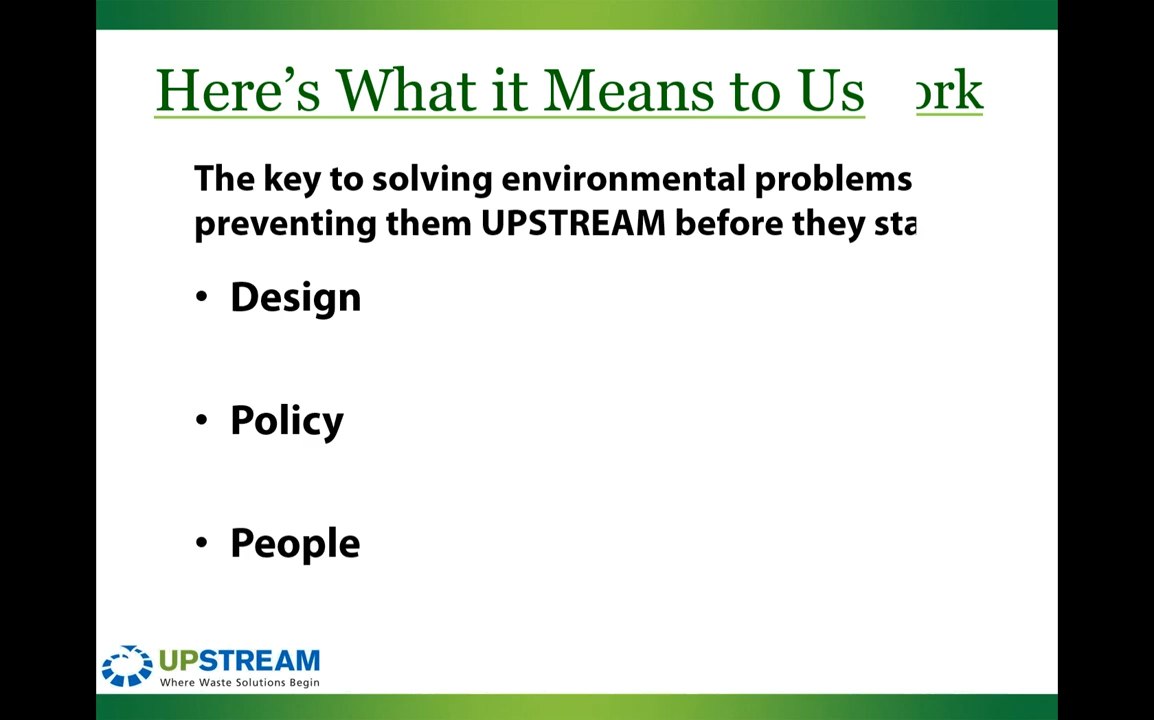 Here’s What it Means to Us ork
The key to solving environmental problems
preventing them UPSTREAM before they sta
• Design
• Policy
• People
UPSTREAM
Where Waste Solutions Begin